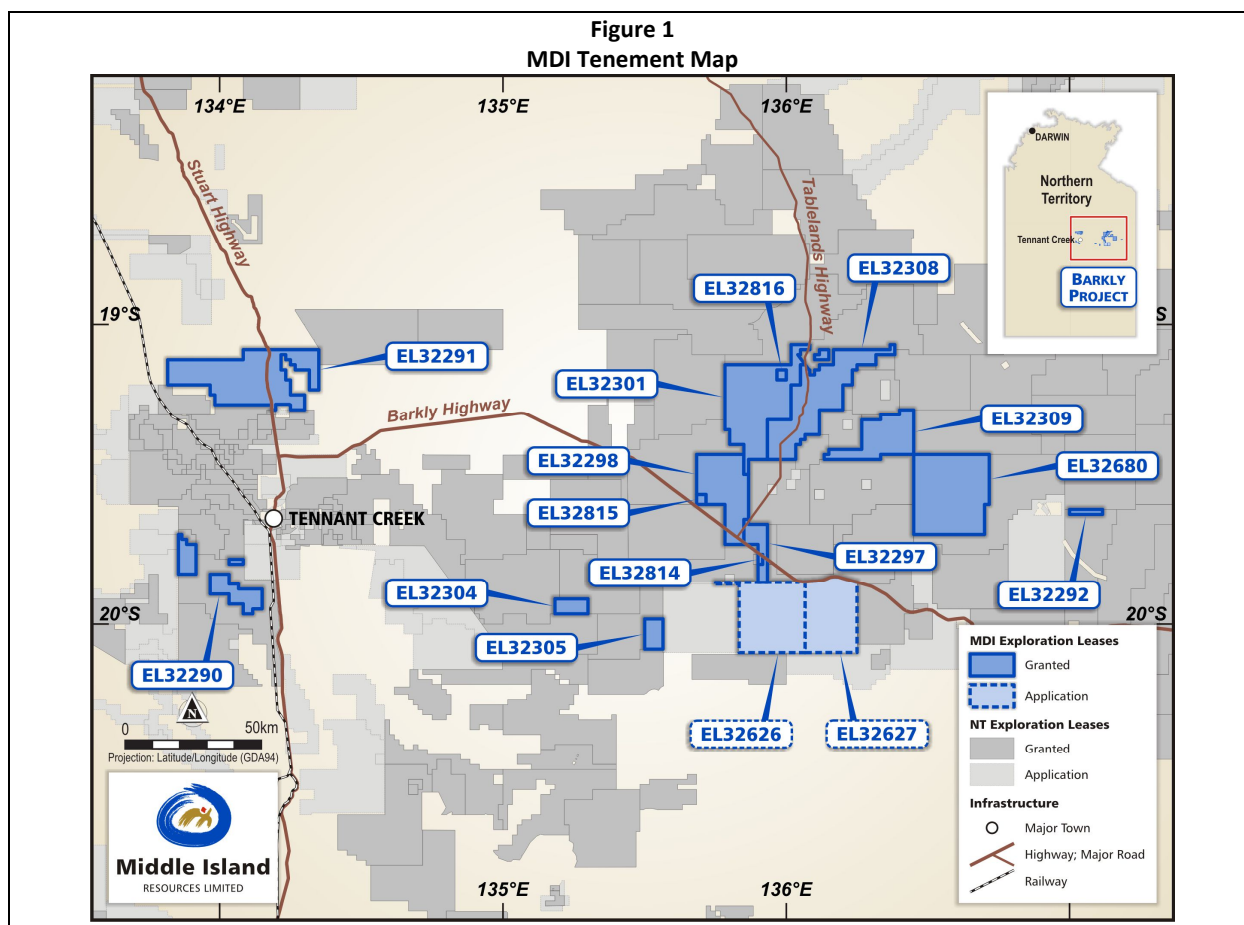 Figure 1
MDI Tenement Map
134°E
135°E
136°E
Stuart Highway
Tablelands Highway
DARWIN
Northern
Territory
Tennant Creek
BARKLY
PROJECT
EL32816
EL32308
19°S
S
EL32291
EL32301
Barkly Highway
EL32309
EL32298
EL32680
EL32815
TENNANT CREEK
EL32297
EL32814
EL32304
EL32292
20°S
20°S
EL32305
EL32290
N
0
50km
Projection: Latitude/Longitude (GDA94)
EL32626
EL32627
MDI Exploration Leases
Granted
Application
NT Exploration Leases
Granted
Application
Infrastructure
Major Town
Highway; Major Road
Railway
Middle Island
RESOURCES LIMITED
135°E
136°E